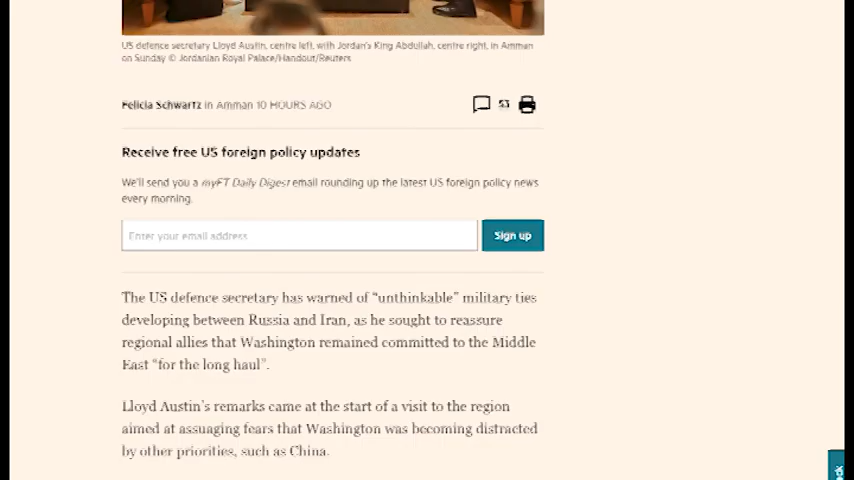 US defence secretary Lloyd Austin, centre left, with Jordan's King Abdullah, centre right, in Amman
on Sunday © Jordanian Royal Palace/Handout/Reuters
Felicia Schwartz in Amman 10 HOURS AGO
53
Receive free US foreign policy updates
We'll send you a myFT Daily Digest email rounding up the latest US foreign policy news
every morning.
Enter your email address
Sign up
The US defence secretary has warned of “unthinkable” military ties
developing between Russia and Iran, as he sought to reassure
regional allies that Washington remained committed to the Middle
East “for the long haul”.
Lloyd Austin's remarks came at the start of a visit to the region
aimed at assuaging fears that Washington was becoming distracted
by other priorities, such as China.